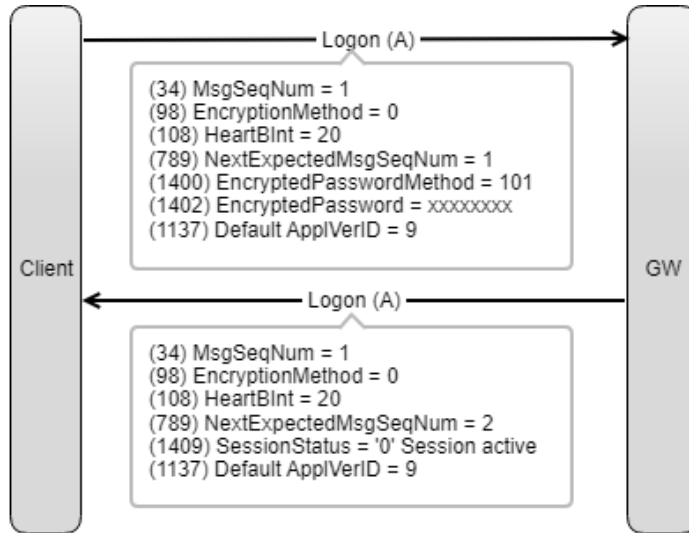 Logon (A)
(34) MsgSeqNum = 1
(98) EncryptionMethod = 0
(108) HeartBInt = 20
(789) NextExpectedMsgSeqNum = 1
(1400) EncryptedPasswordMethod = 101
(1402) EncryptedPassword = xxxxxxxx
(1137) Default ApplVerID = 9
Client
GW
Logon (A)
(34) MsgSeqNum = 1
(98) EncryptionMethod = 0
(108) HeartBInt = 20
(789) NextExpectedMsgSeqNum = 2
(1409) SessionStatus = '0' Session active
(1137) Default ApplVerID = 9